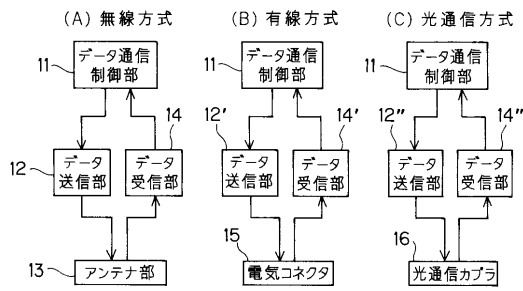 (A) 無線方式
データ通信
制御部
11
12
データ
送信部
14
データ
受信部
13
アンテナ部
(B) 有線方式
データ通信
制御部
11
12′
データ
送信部
14′
データ
受信部
15
電気コネクタ
(C) 光通信方式
データ通信
制御部
11
12″
データ
送信部
14″
データ
受信部
16
光通信カプラ